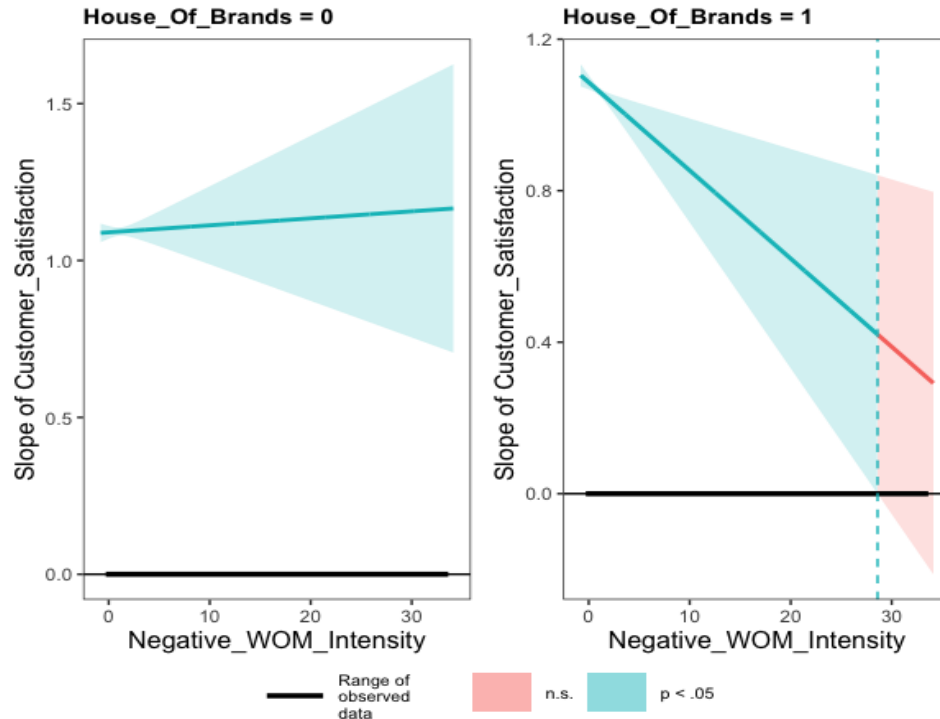 House_Of_Brands = 0
Slope of Customer_Satisfaction
1.5
1.0
0.5
0.0
0
10
20
30
Negative_WOM_Intensity
House_Of_Brands = 1
Slope of Customer_Satisfaction
1.2
0.8
0.4
0.0
0
10
20
30
Negative_WOM_Intensity
Range of
observed
data
n.s.
p < .05